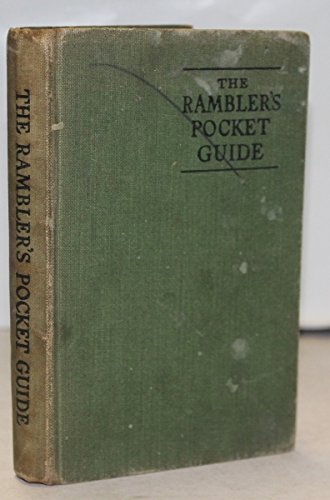 THE RAMBLER'S POCKET GUIDE
THE
RAMBLER'S
POCKET
GUIDE